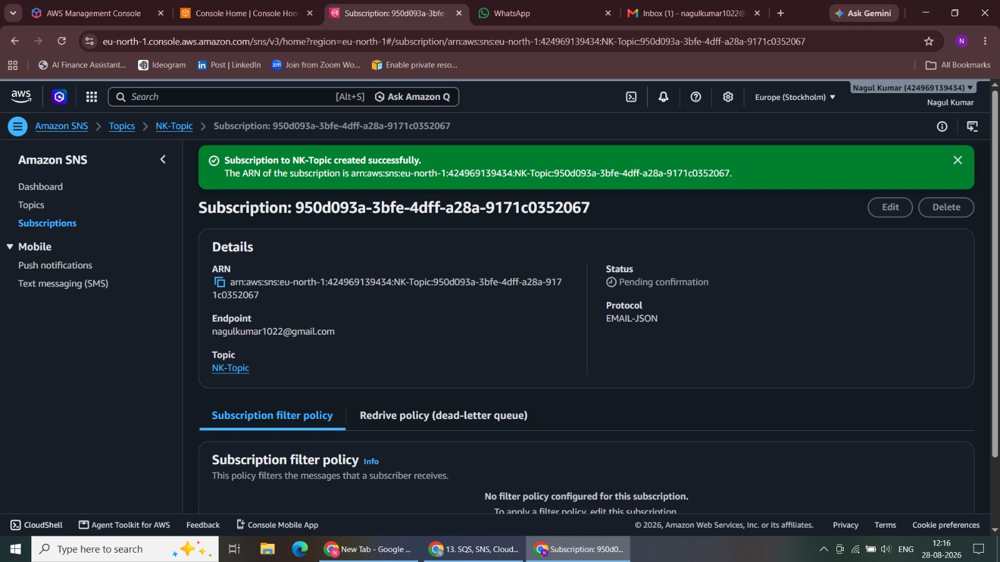 AWS Management Console
Console Home | Console Hom
Subscription: 950d093a-3bfe-
WhatsApp
Inbox (1) - nagulkumar1022@
Ask Gemini
eu-north-1.console.aws.amazon.com/sns/v3/home?region=eu-north-1#/subscription/arn:aws:sns:eu-north-1:424969139434:NK-Topic:950d093a-3bfe-4dff-a28a-9171c0352067
N
AI Finance Assistant...
Ideogram
in Post | LinkedIn
zm Join from Zoom Wo...
Enable private reso...
All Bookmarks
aws
Search
[Alt+S]
Ask Amazon Q
Europe (Stockholm)
Nagul Kumar (424969139434)
Nagul Kumar
Amazon SNS
Topics
NK-Topic
Subscription: 950d093a-3bfe-4dff-a28a-9171c0352067
Amazon SNS
Dashboard
Topics
Subscriptions
Mobile
Push notifications
Text messaging (SMS)
Subscription to NK-Topic created successfully.
The ARN of the subscription is arn:aws:sns:eu-north-1:424969139434:NK-Topic:950d093a-3bfe-4dff-a28a-9171c0352067.
Subscription: 950d093a-3bfe-4dff-a28a-9171c0352067
Edit
Delete
Details
ARN
arn:aws:sns:eu-north-1:424969139434:NK-Topic:950d093a-3bfe-4dff-a28a-917
1c0352067
Endpoint
nagulkumar1022@gmail.com
Topic
NK-Topic
Status
Pending confirmation
Protocol
EMAIL-JSON
Subscription filter policy
Redrive policy (dead-letter queue)
Subscription filter policy Info
This policy filters the messages that a subscriber receives.
No filter policy configured for this subscription.
To apply a filter policy, edit this subscription
CloudShell
Agent Toolkit for AWS
Feedback
Console Mobile App
© 2026, Amazon Web Services, Inc. or its affiliates.
Privacy
Terms
Cookie preferences
Type here to search
New Tab - Google ...
13. SQS, SNS, Cloud...
Subscription: 950d0...
ENG
12:16
28-08-2026